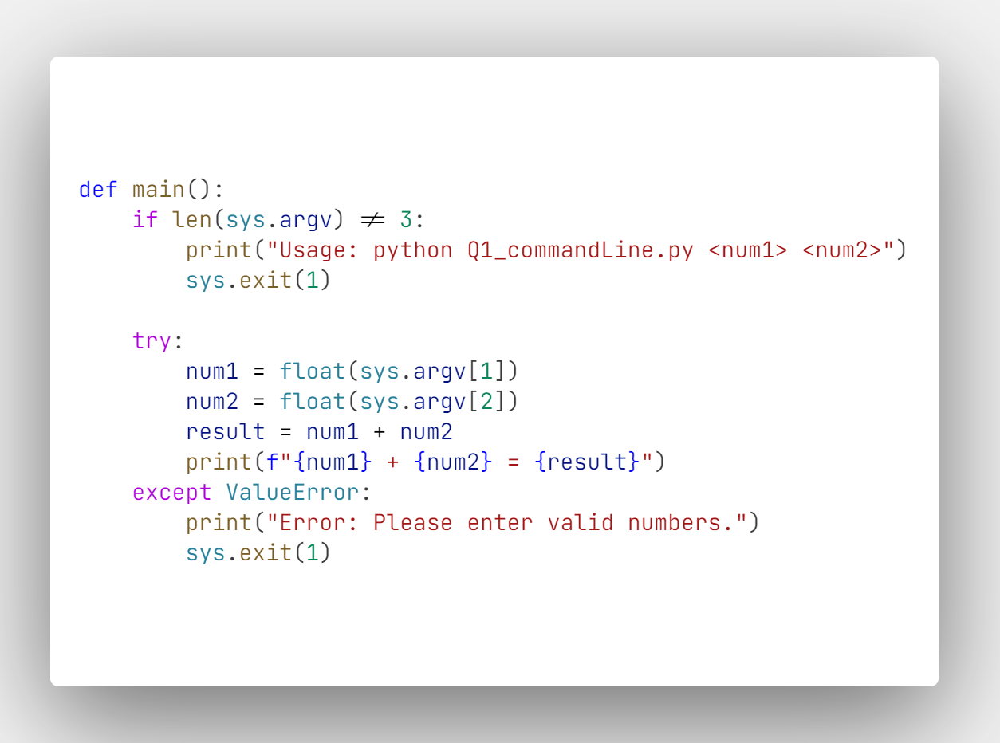 def main():
    if len(sys.argv) != 3:
        print("Usage: python Q1_commandLine.py <num1> <num2>")
        sys.exit(1)

    try:
        num1 = float(sys.argv[1])
        num2 = float(sys.argv[2])
        result = num1 + num2
        print(f"{num1} + {num2} = {result}")
    except ValueError:
        print("Error: Please enter valid numbers.")
        sys.exit(1)